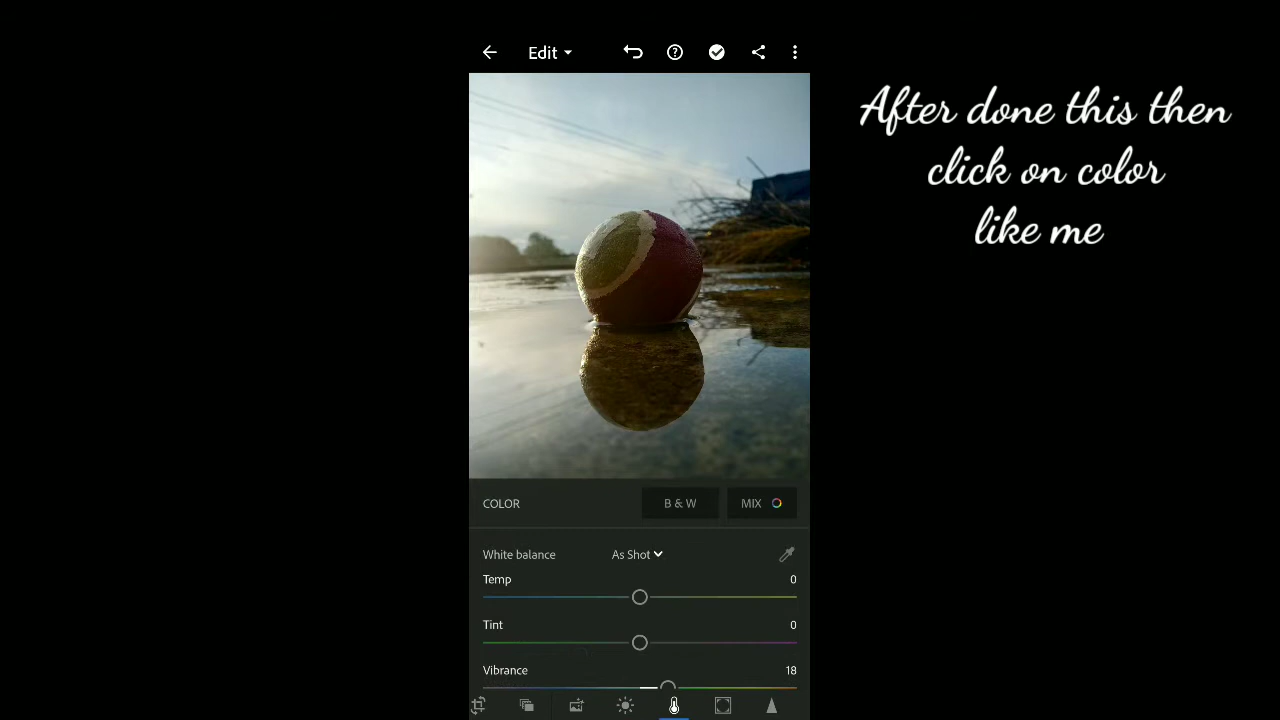 Edit
After done this then
click on color
like me
COLOR
B & W
MIX
White balance
As Shot
Temp
0
Tint
0
Vibrance
18